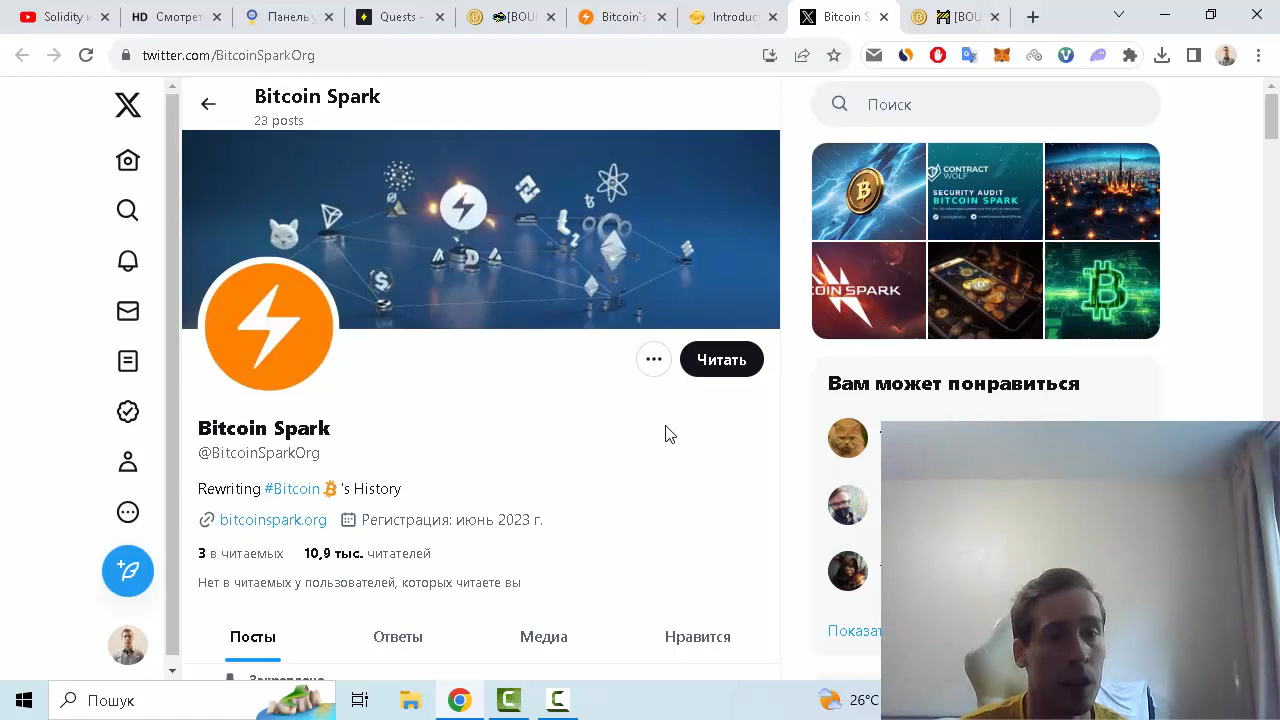 Solidity и
HD Смотрет
Панель у
Quests -
[BOU
Bitcoin's
Introduct
Bitcoin S
[BOU
twitter.com/BitcoinSparkOrg
Bitcoin Spark
23 posts
Поиск
CONTRACT
WOLF
SECURITY AUDIT
BITCOIN SPARK
COIN SPARK
Читать
Вам может понравиться
Bitcoin Spark
@BitcoinSparkOrg
Rewriting #Bitcoin 's History
bitcoinspark.org Регистрация: июнь 2023 г.
3 в читаемых 10,9 тыс. читателей
Нет в читаемых у пользователей, которых читаете вы
Показат
Посты Ответы Медиа Нравится
Закреплено
Пошук
26°C